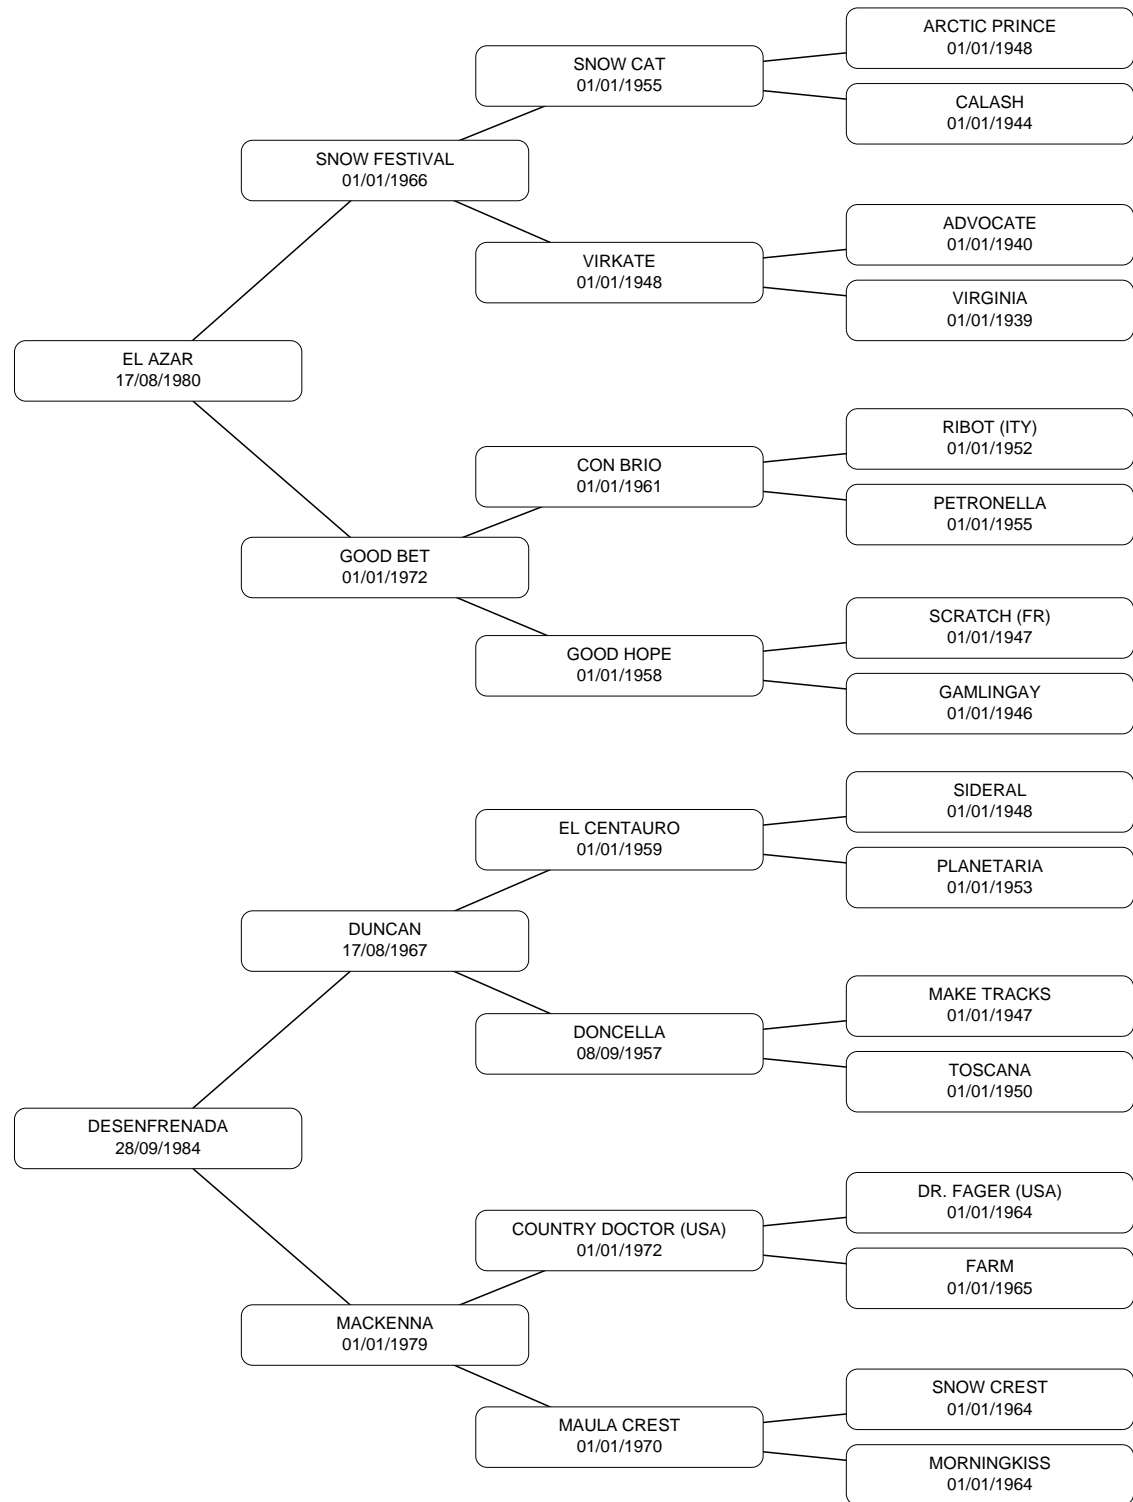 ARCTIC PRINCE
01/01/1948
SNOW CAT
01/01/1955
CALASH
01/01/1944
SNOW FESTIVAL
01/01/1966
ADVOCATE
01/01/1940
VIRKATE
01/01/1948
VIRGINIA
01/01/1939
EL AZAR
17/08/1980
RIBOT (ITY)
01/01/1952
CON BRIO
01/01/1961
PETRONELLA
01/01/1955
GOOD BET
01/01/1972
SCRATCH (FR)
01/01/1947
GOOD HOPE
01/01/1958
GAMLINGAY
01/01/1946
SIDERAL
01/01/1948
EL CENTAURO
01/01/1959
PLANETARIA
01/01/1953
DUNCAN
17/08/1967
MAKE TRACKS
01/01/1947
DONCELLA
08/09/1957
TOSCANA
01/01/1950
DESENFRENADA
28/09/1984
DR. FAGER (USA)
01/01/1964
COUNTRY DOCTOR (USA)
01/01/1972
FARM
01/01/1965
MACKENNA
01/01/1979
SNOW CREST
01/01/1964
MAULA CREST
01/01/1970
MORNINGKISS
01/01/1964